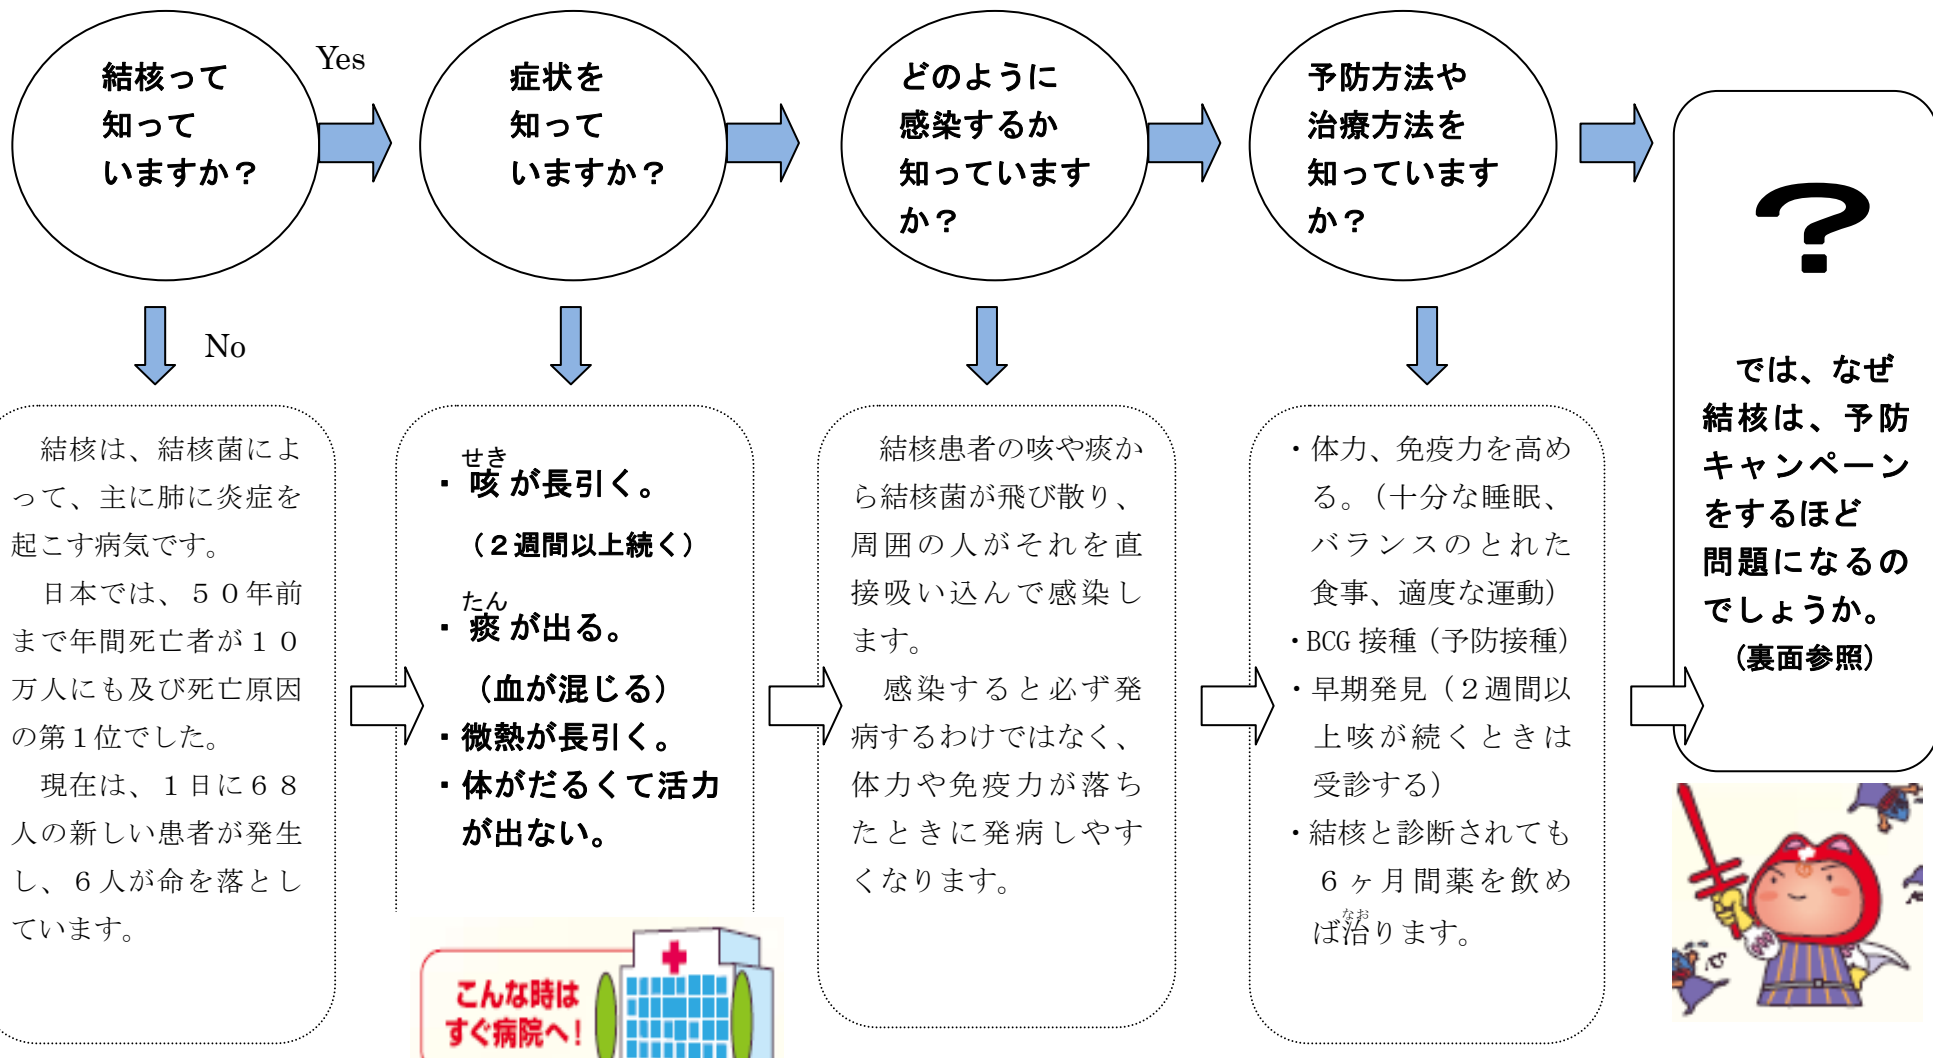 結核って
知って
いますか？
Yes
No
症状を
知って
いますか？
どのように
感染するか
知っています
か？
予防方法や
治療方法を
知っています
か？
?
では、なぜ
結核は、予防
キャンペーン
をするほど
問題になるの
でしょうか。
（裏面参照）
結核は、結核菌によ
って、主に肺に炎症を
起こす病気です。
日本では、５０年前
まで年間死亡者が１０
万人にも及び死亡原因
の第１位でした。
現在は、１日に６８
人の新しい患者が発生
し、６人が命を落とし
ています。
せき
・咳が長引く。
（２週間以上続く）
たん
・痰が出る。
（血が混じる）
・微熱が長引く。
・体がだるくて活力
が出ない。
こんな時は
すぐ病院へ！
結核患者の咳や痰か
ら結核菌が飛び散り、
周囲の人がそれを直
接吸い込んで感染し
ます。
感染すると必ず発
病するわけではなく、
体力や免疫力が落ち
たときに発病しやす
くなります。
・体力、免疫力を高め
る。（十分な睡眠、
バランスのとれた
食事、適度な運動）
・BCG 接種（予防接種）
・早期発見（２週間以
上咳が続くときは
受診する）
・結核と診断されても
６ヶ月間薬を飲め
なお
ば治ります。